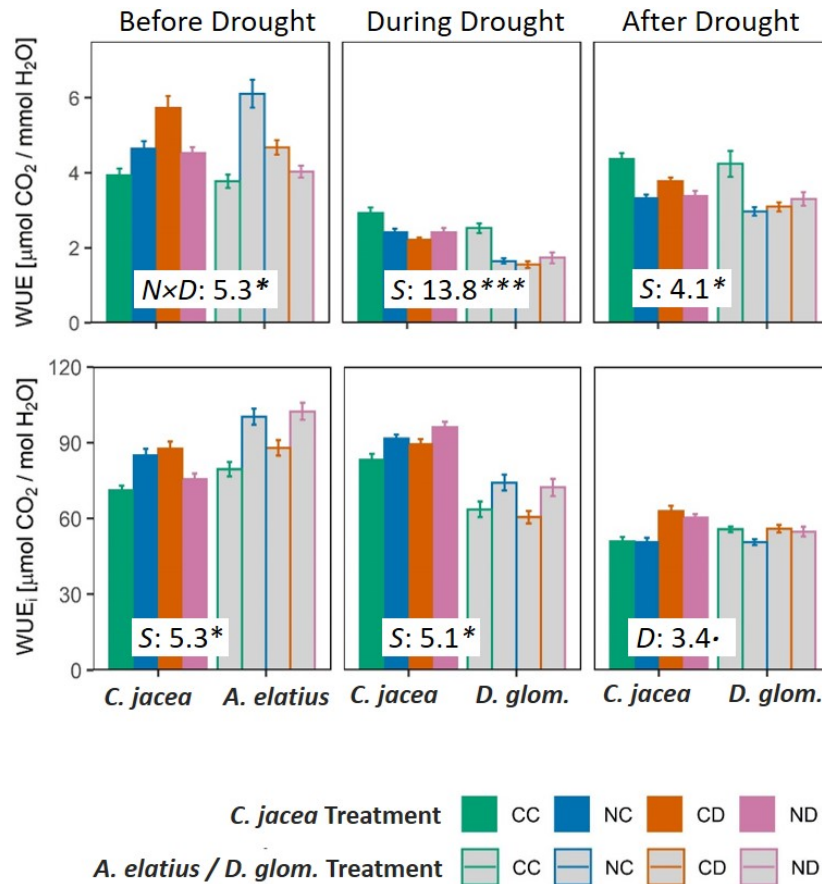 Before Drought During Drought After Drought
WUE [μmol CO2 / mmol H2O]
6
4
2
0
N×D: 5.3* S: 13.8*** S: 4.1*
WUEi [μmol CO2 / mol H2O]
120
90
60
30
0
S: 5.3* S: 5.1* D: 3.4·
C. jacea A. elatius C. jacea D. glom. C. jacea D. glom.
C. jacea Treatment CC NC CD ND
A. elatius / D. glom. Treatment CC NC CD ND